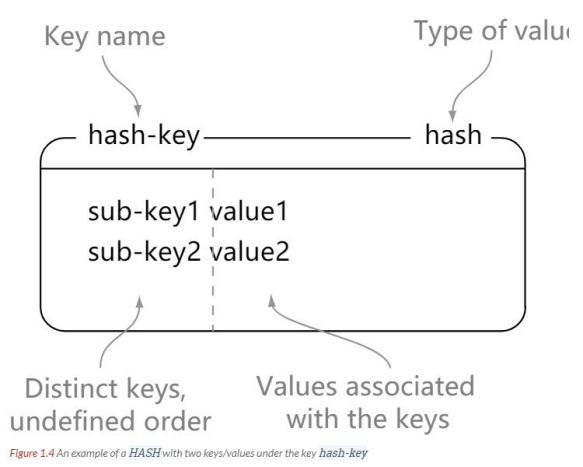 Key name
Type of valu
hash-key
hash
sub-key1 value1
sub-key2 value2
Distinct keys,
undefined order
Values associated
with the keys
Figure 1.4 An example of a HASH with two keys/values under the key hash-key